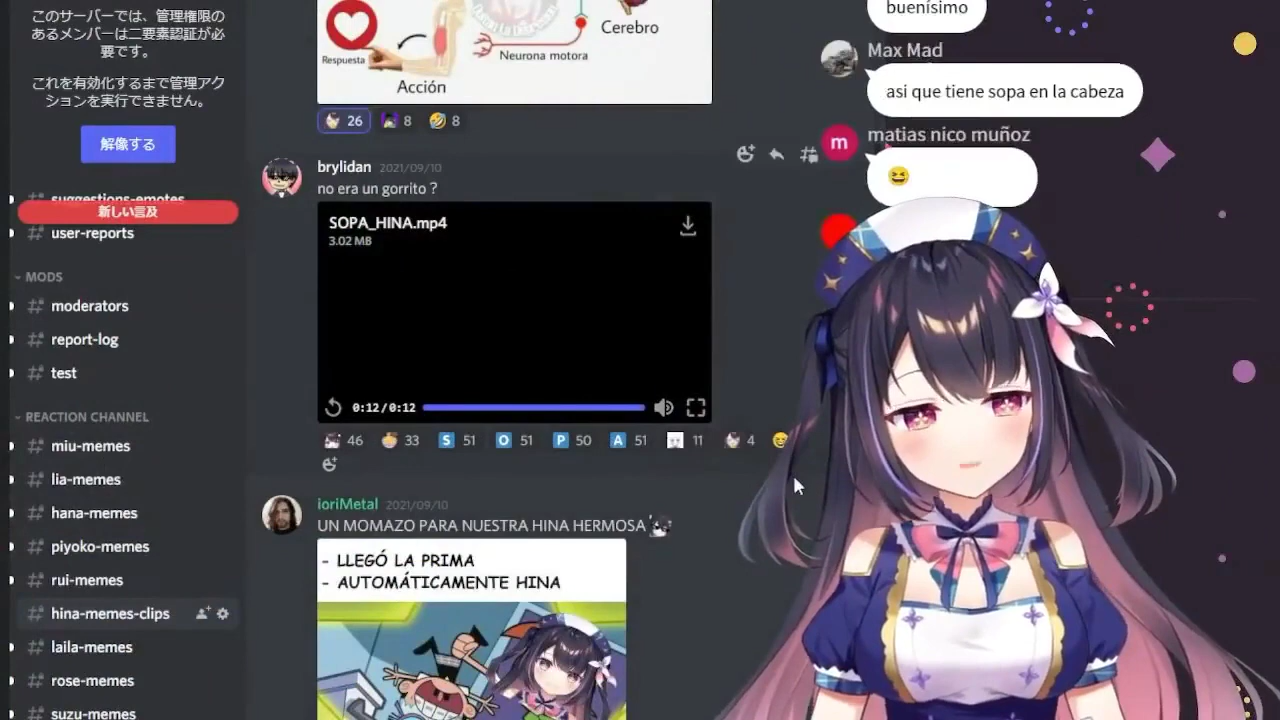 このサーバーでは、管理権限の
あるメンバーは二要素認証が必
要です。
これを有効化するまで管理アク
ションを実行できません。
解像する
suggestions-emotes
新しい言及
user-reports
MODS
moderators
report-log
test
REACTION CHANNEL
miu-memes
lia-memes
hana-memes
piyoko-memes
rui-memes
hina-memes-clips
laila-memes
rose-memes
suzu-memes
Respuesta
Acción
Neurona motora
Cerebro
26 8 8
brylidan 2021/09/10
no era un gorrito ?
SOPA_HINA.mp4
3.02 MB
0:12/0:12
46 33 S 51 O 51 P 50 A 51 11 4
ioriMetal 2021/09/10
UN MOMAZO PARA NUESTRA HINA HERMOSA
- LLEGÓ LA PRIMA
- AUTOMÁTICAMENTE HINA
buenísimo
Max Mad
asi que tiene sopa en la cabeza
m
matias nico muñoz